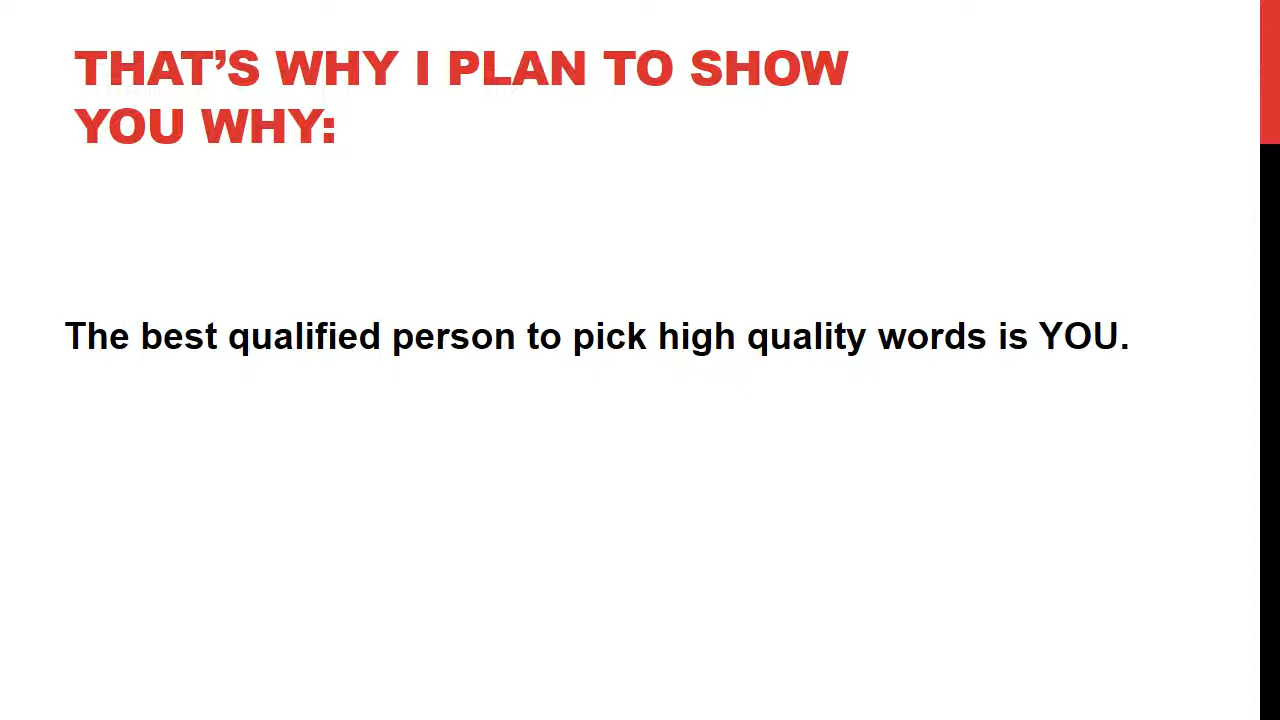 THAT’S WHY I PLAN TO SHOW
YOU WHY:
The best qualified person to pick high quality words is YOU.